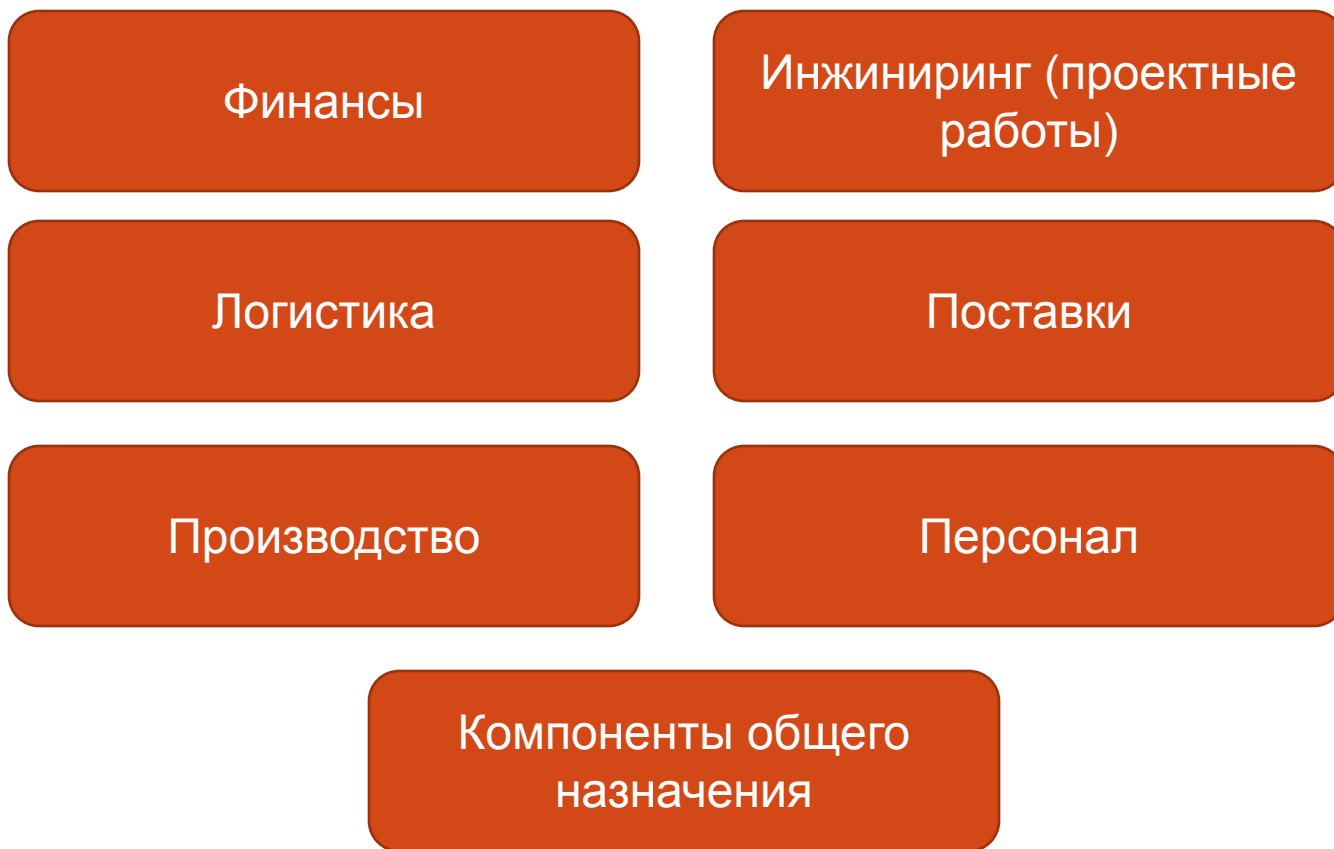 Финансы
Инжиниринг (проектные
работы)
Логистика
Поставки
Производство
Персонал
Компоненты общего
назначения